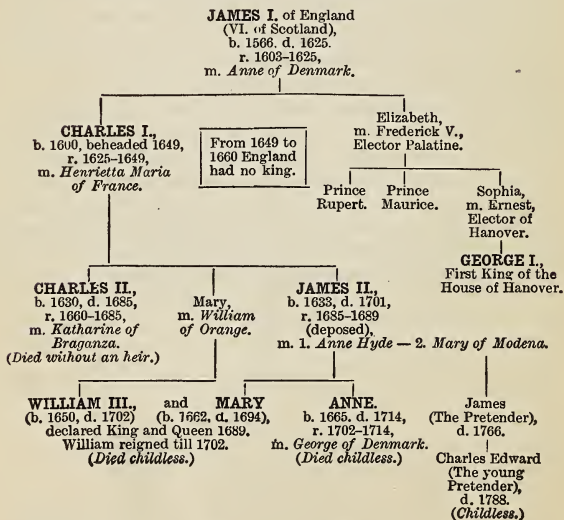 JAMES I. of England
(VI. of Scotland),
b. 1566. d. 1625.
r. 1603–1625,
m. Anne of Denmark.
CHARLES I.,
b. 1600, beheaded 1649,
r. 1625–1649,
m. Henrietta Maria
of France.
From 1649 to
1660 England
had no king.
Elizabeth,
m. Frederick V.,
Elector Palatine.
Prince
Rupert.
Prince
Maurice.
Sophia,
m. Ernest,
Elector of
Hanover.
GEORGE I.,
First King of the
House of Hanover.
CHARLES II.,
b. 1630, d. 1685,
r. 1660–1685,
m. Katharine of
Braganza.
(Died without an heir.)
Mary,
m. William
of Orange.
JAMES II.,
b. 1633, d. 1701,
r. 1685–1689
(deposed),
m. 1. Anne Hyde — 2. Mary of Modena.
WILLIAM III., and MARY
(b. 1650, d. 1702) (b. 1662, d. 1694),
declared King and Queen 1689.
William reigned till 1702.
(Died childless.)
ANNE.
b. 1665. d. 1714,
r. 1702–1714,
m. George of Denmark.
(Died childless.)
James
(The Pretender),
d. 1766.
Charles Edward
(The young
Pretender),
d. 1788.
(Childless.)